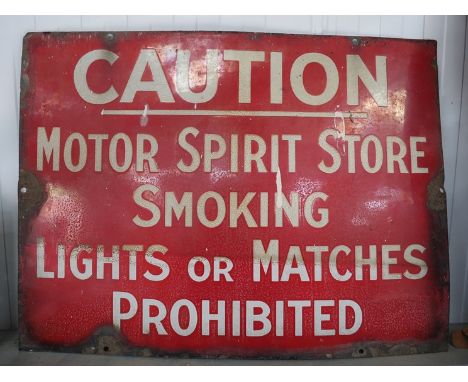 CAUTION
MOTOR SPIRIT STORE
SMOKING
LIGHTS OR MATCHES
PROHIBITED